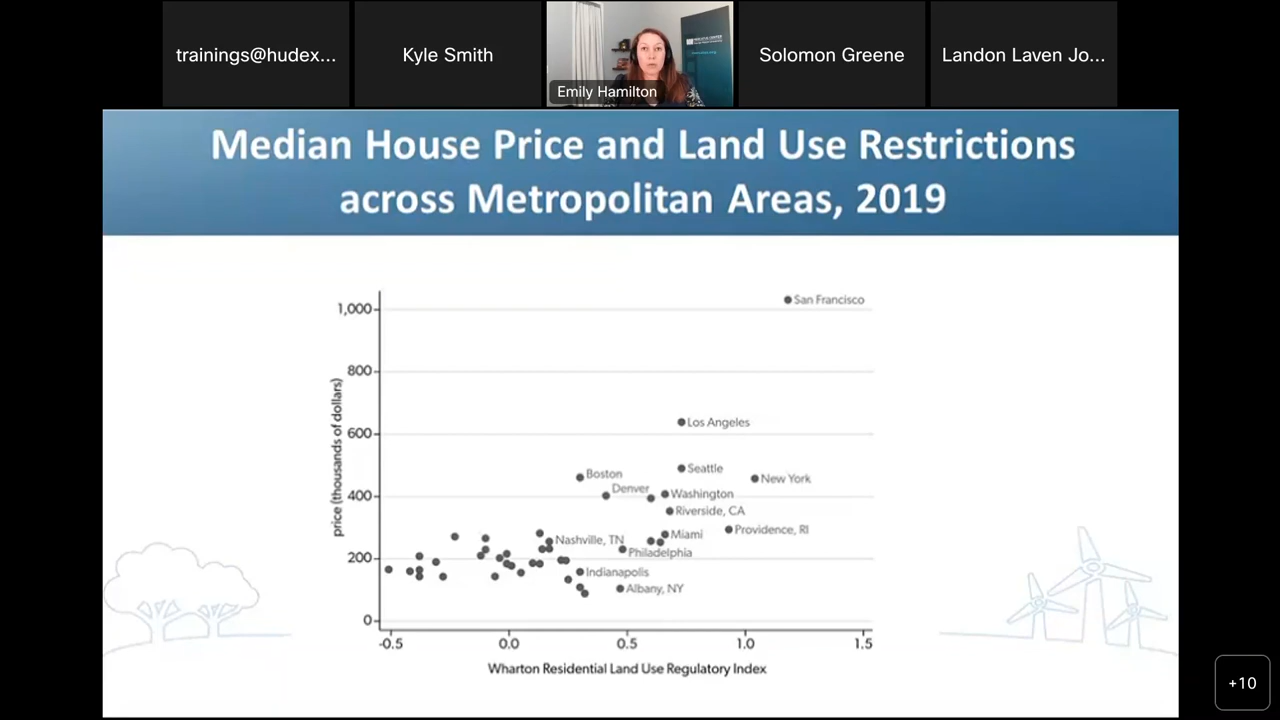 trainings@hudex...
Kyle Smith
Emily Hamilton
Solomon Greene
Landon Laven Jo...
Median House Price and Land Use Restrictions
across Metropolitan Areas, 2019
price (thousands of dollars)
1,000
800
600
400
200
0
San Francisco
Los Angeles
Seattle
Boston
New York
Denver
Washington
Riverside, CA
Providence, RI
Miami
Nashville, TN
Philadelphia
Indianapolis
Albany, NY
-0.5
0.0
0.5
1.0
1.5
Wharton Residential Land Use Regulatory Index
+10